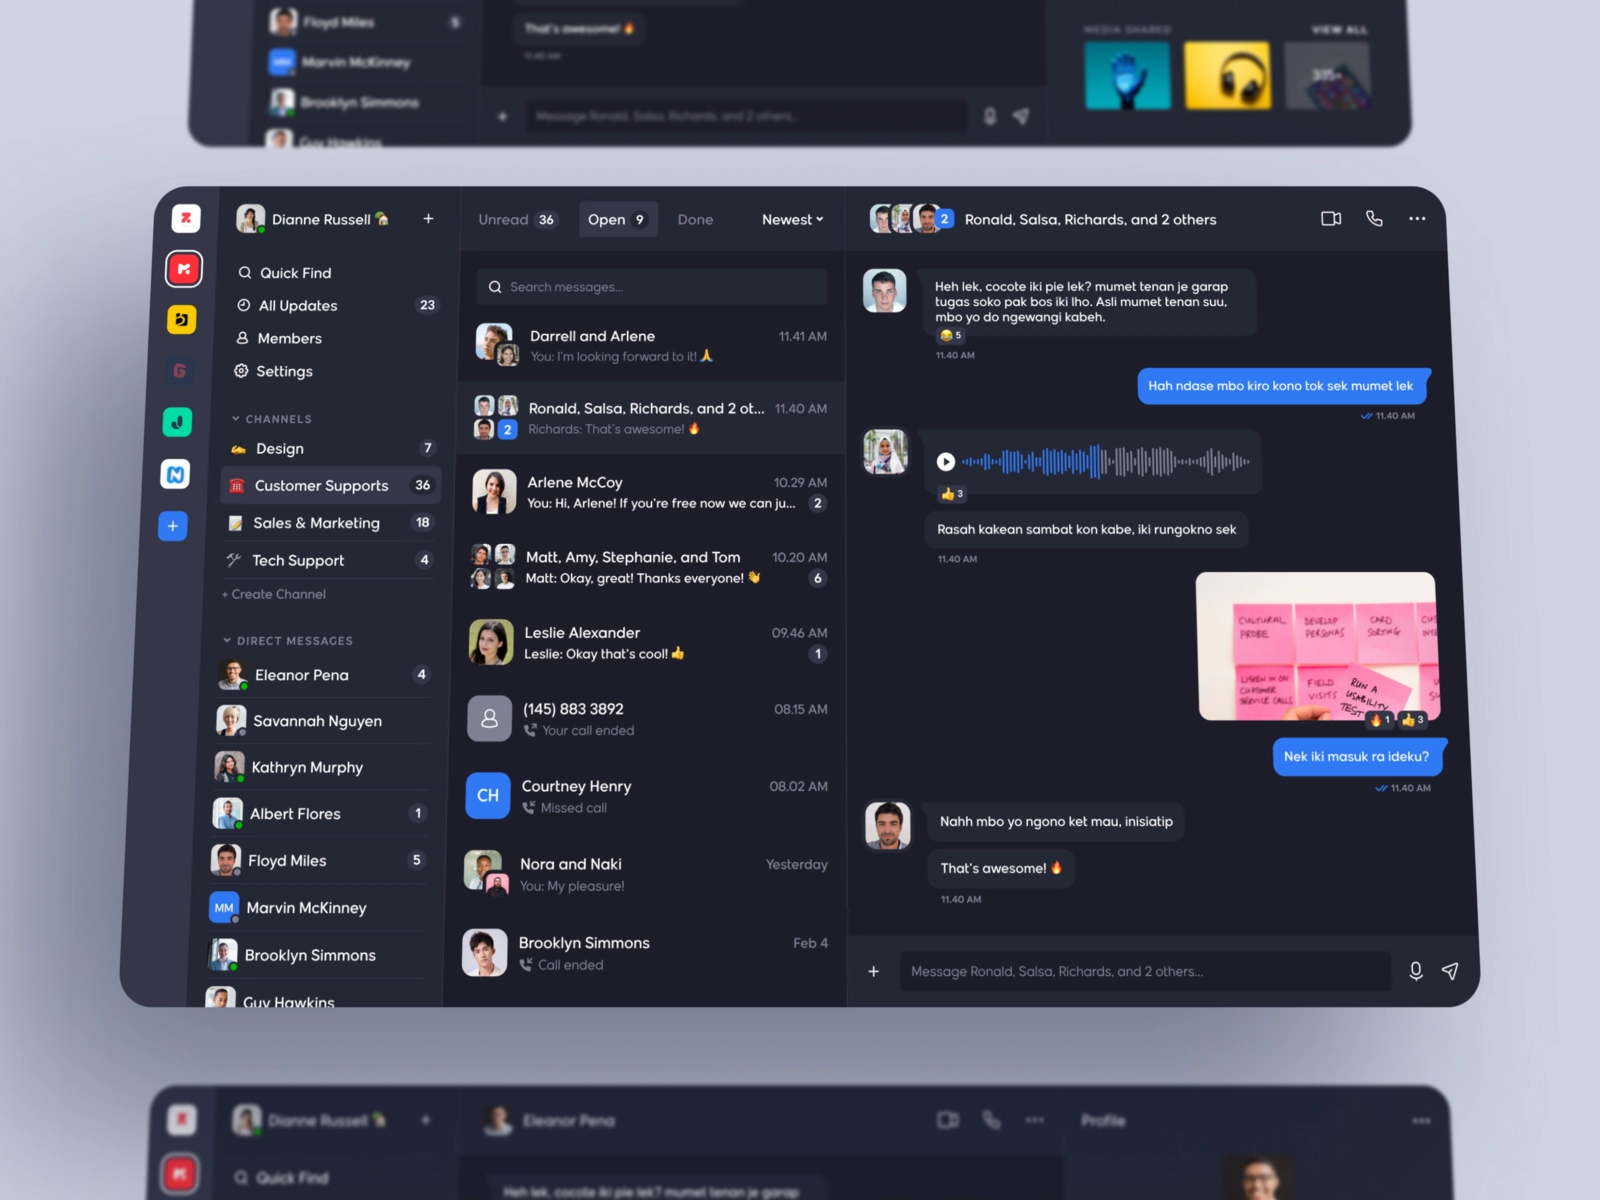 Floyd Miles
5
Marvin McKinney
Brooklyn Simmons
Guy Hawkins
That's awesome! 🔥
11.40 AM
Message Ronald, Salsa, Richards, and 2 others...
MEDIA SHARED
VIEW ALL
Dianne Russell
Quick Find
All Updates
23
Members
Settings
CHANNELS
Design
7
Customer Supports
36
Sales & Marketing
18
Tech Support
4
+ Create Channel
DIRECT MESSAGES
Eleanor Pena
4
Savannah Nguyen
Kathryn Murphy
Albert Flores
1
Floyd Miles
5
MM
Marvin McKinney
Brooklyn Simmons
Guy Hawkins
Unread 36
Open 9
Done
Newest
Search messages...
Darrell and Arlene
11.41 AM
You: I'm looking forward to it! 🙏
Ronald, Salsa, Richards, and 2 ot...
11.40 AM
2
Richards: That's awesome! 🔥
Arlene McCoy
10.29 AM
You: Hi, Arlene! If you're free now we can ju...
2
Matt, Amy, Stephanie, and Tom
10.20 AM
Matt: Okay, great! Thanks everyone! 👋
6
Leslie Alexander
09.46 AM
Leslie: Okay that's cool! 👍
1
(145) 883 3892
08.15 AM
Your call ended
CH
Courtney Henry
08.02 AM
Missed call
Nora and Naki
Yesterday
You: My pleasure!
Brooklyn Simmons
Feb 4
Call ended
2
Ronald, Salsa, Richards, and 2 others
Heh lek, cocote iki pie lek? mumet tenan je garap
tugas soko pak bos iki lho. Asli mumet tenan suu,
mbo yo do ngewangi kabeh.
😂 5
11.40 AM
Hah ndase mbo kiro kono tok sek mumet lek
11.40 AM
👍 3
Rasah kakean sambat kon kabe, iki rungokno sek
11.40 AM
CULTURAL
PROBE
DEVELOP
PERSONAS
CARD
SORTING
LISTEN IN ON
CUSTOMER
SERVICE CALLS
FIELD
VISITS
RUN A
USABILITY
TEST
🔥 1
👍 3
Nek iki masuk ra ideku?
11.40 AM
Nahh mbo yo ngono ket mau, inisiatip
That's awesome! 🔥
11.40 AM
Message Ronald, Salsa, Richards, and 2 others...
Dianne Russell
Quick Find
Eleanor Pena
Heh lek, cocote iki pie lek? mumet tenan je garap
Profile